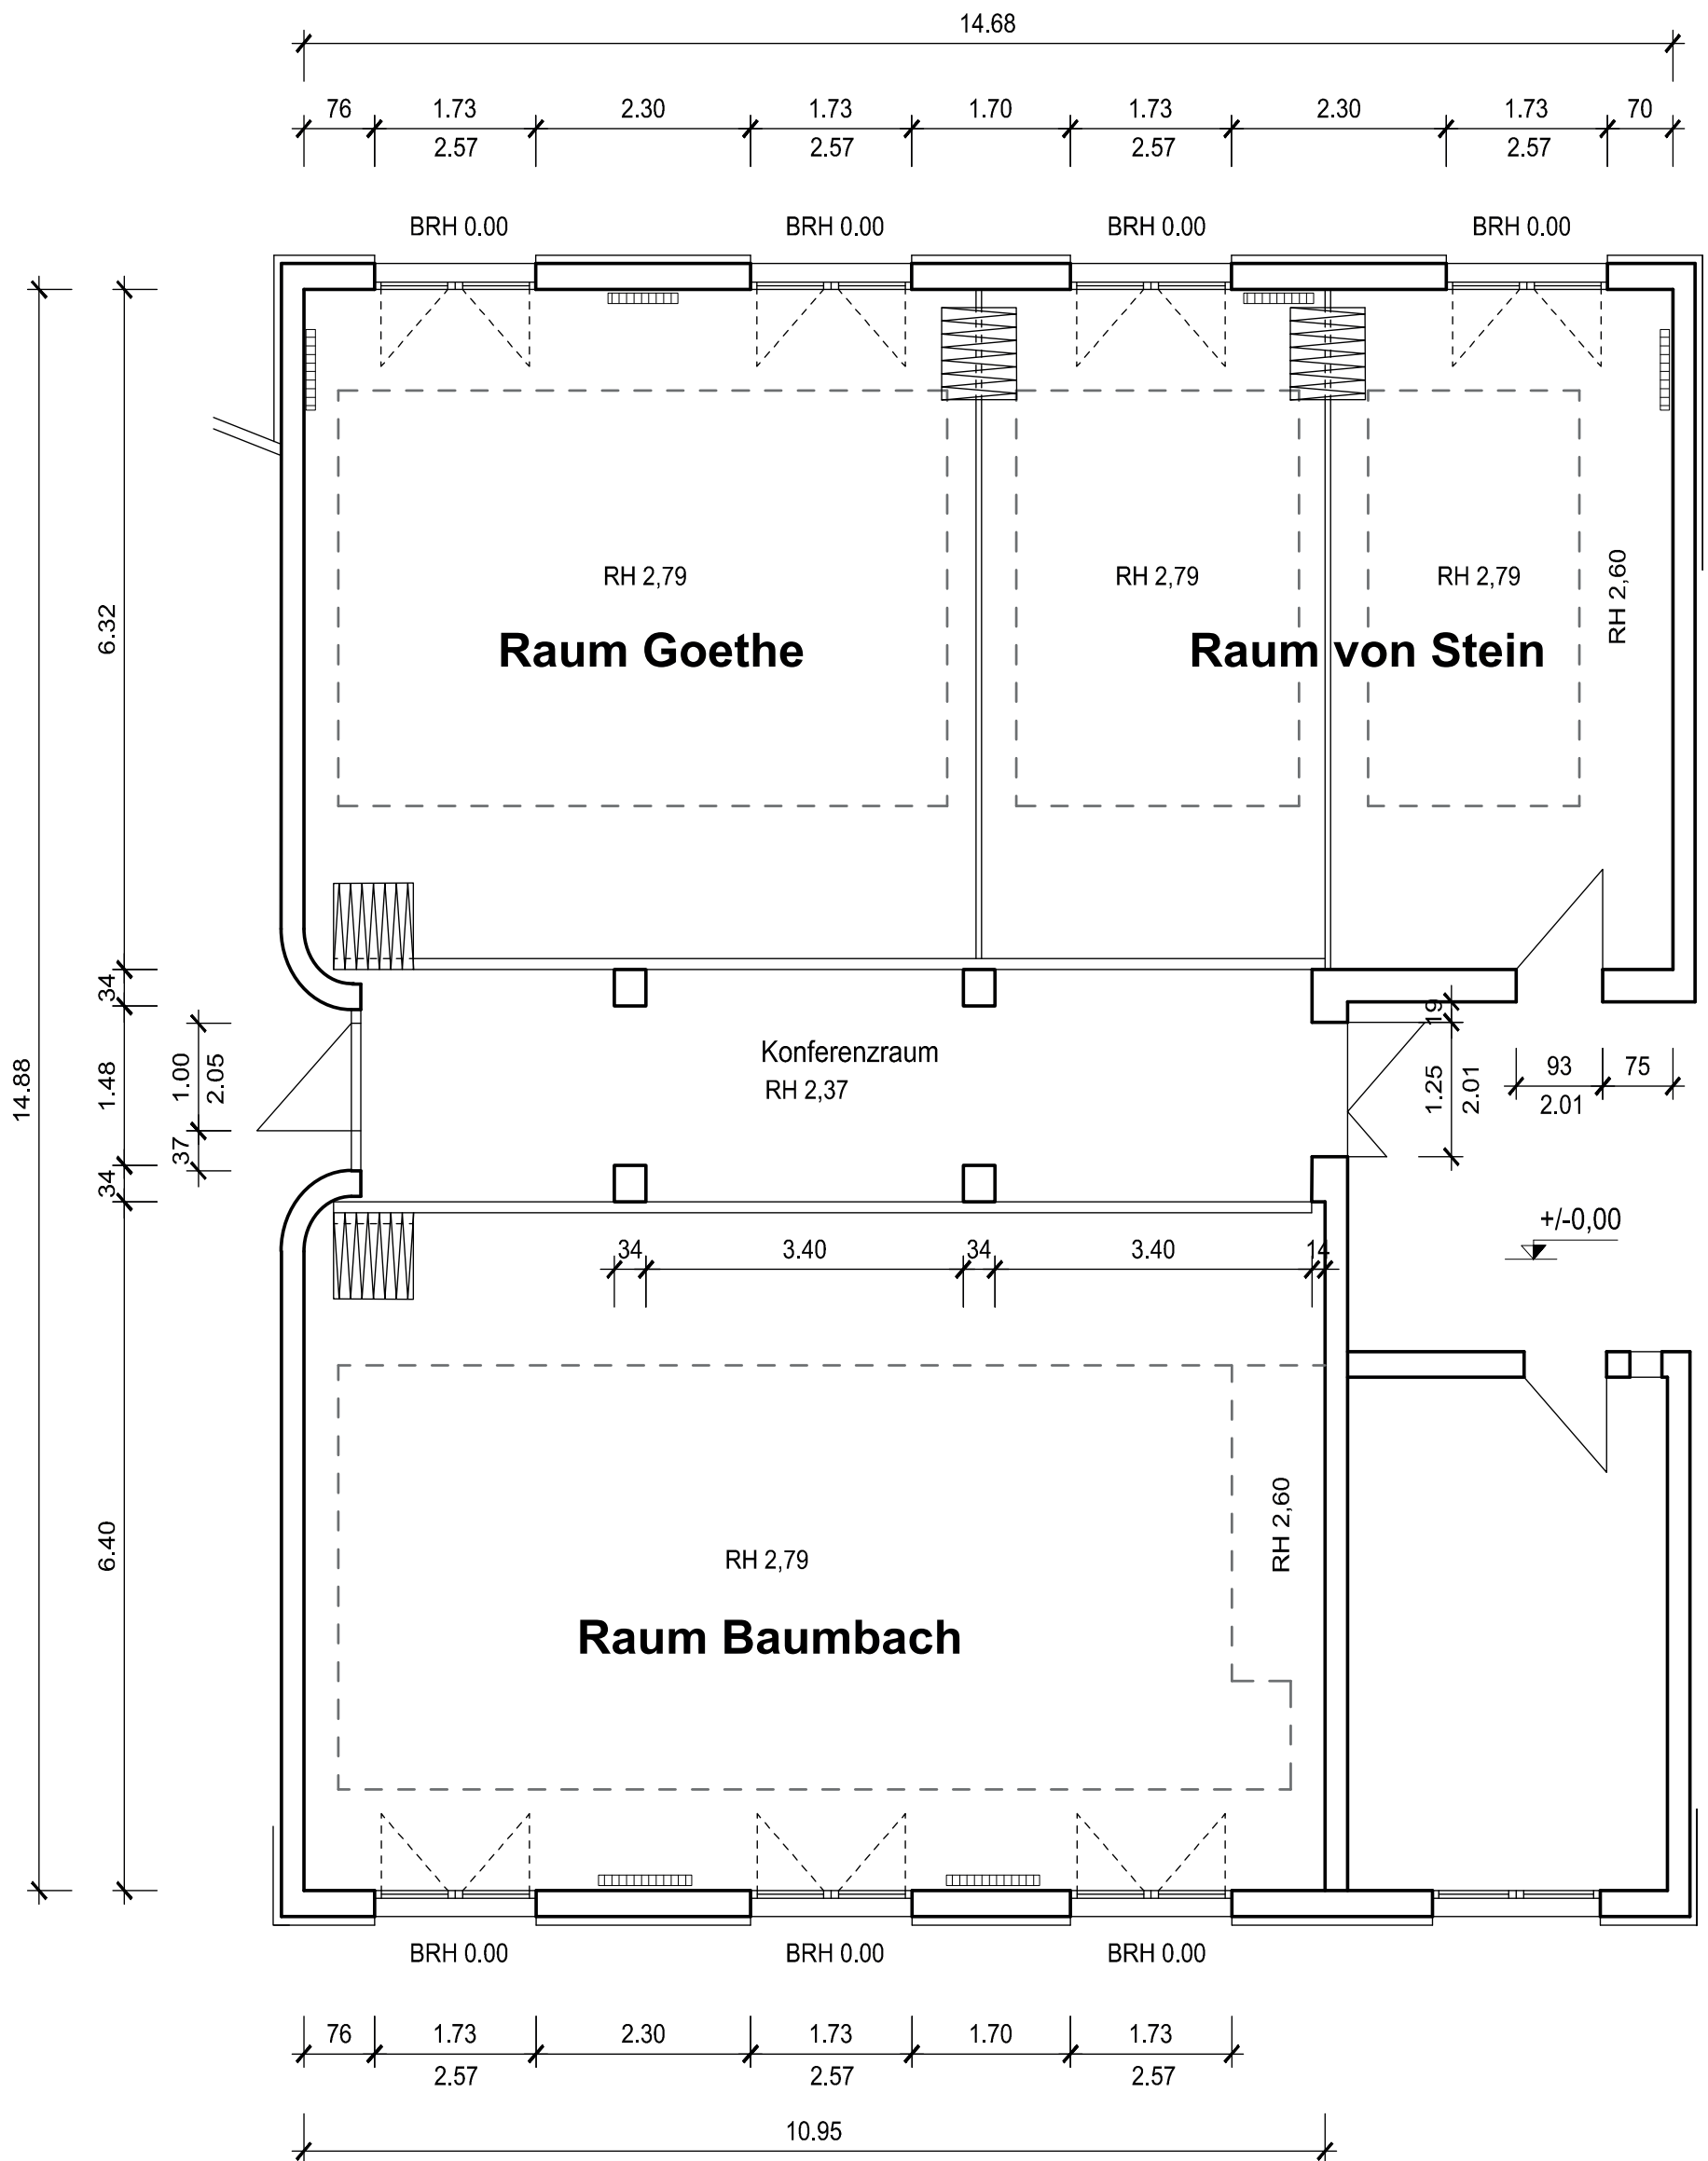 14.68
76 1.73 2.30 1.73 1.70 1.73 2.30 1.73 70
2.57 2.57 2.57 2.57
BRH 0.00 BRH 0.00 BRH 0.00 BRH 0.00
RH 2,79 RH 2,79 RH 2,79
RH 2,60
Raum Goethe Raum von Stein
6.32
34
19
Konferenzraum
RH 2,37
14.88
1.48
1.00
2.05
37
34
1.25
2.01
93 75
2.01
+/-0,00
34 3.40 34 3.40 14
6.40
RH 2,60
RH 2,79
Raum Baumbach
BRH 0.00 BRH 0.00 BRH 0.00
76 1.73 2.30 1.73 1.70 1.73
2.57 2.57 2.57
10.95